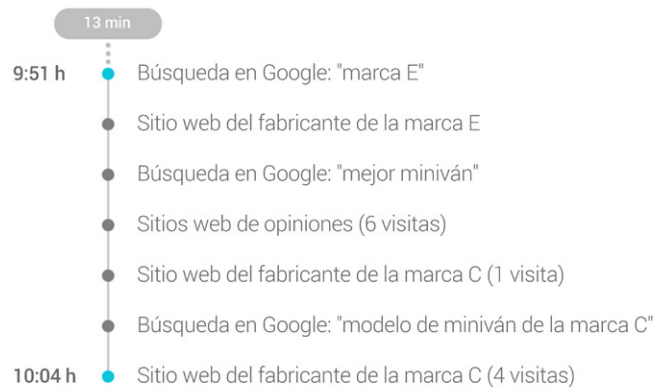 13 min
9:51 h Búsqueda en Google: "marca E"
Sitio web del fabricante de la marca E
Búsqueda en Google: "mejor miniván"
Sitios web de opiniones (6 visitas)
Sitio web del fabricante de la marca C (1 visita)
Búsqueda en Google: "modelo de miniván de la marca C"
10:04 h Sitio web del fabricante de la marca C (4 visitas)